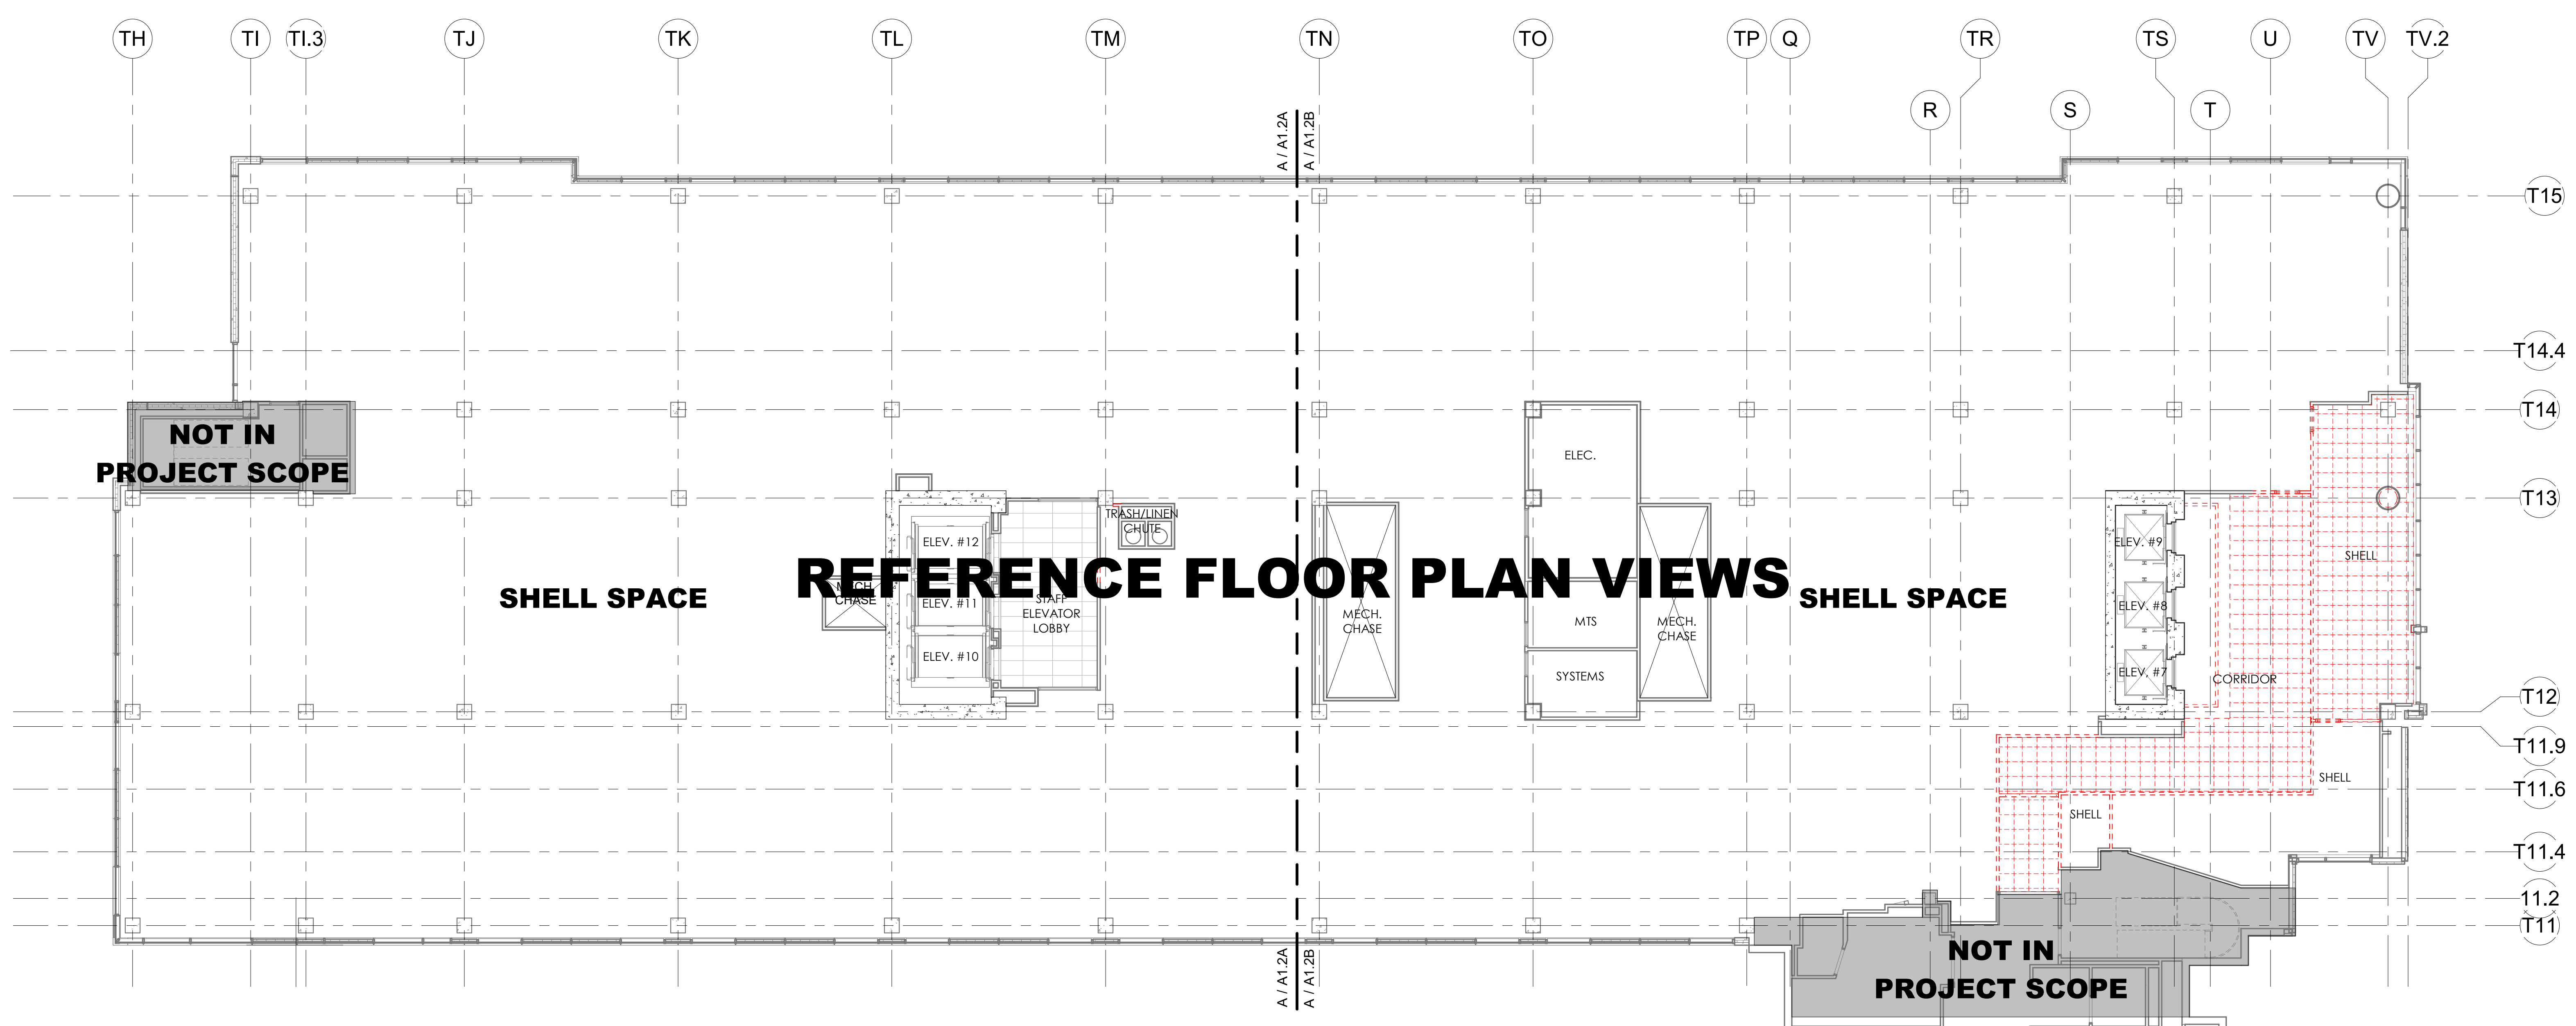 TH
TI
TI.3
TJ
TK
TL
TM
TN
TO
TP
Q
TR
TS
U
TV
TV.2
R
S
T
A / A1.2A
A / A1.2B
T15
T14.4
T14
NOT IN
PROJECT SCOPE
ELEC.
T13
TRASH/LINEN
CHUTE
ELEV. #12
ELEV. #9
SHELL
REFERENCE FLOOR PLAN VIEWS
MECH.
CHASE
SHELL SPACE
ELEV. #11
STAFF
ELEVATOR
LOBBY
MECH.
CHASE
MTS
MECH.
CHASE
SHELL SPACE
ELEV. #8
ELEV. #10
SYSTEMS
ELEV. #7
CORRIDOR
T12
T11.9
SHELL
T11.6
SHELL
T11.4
11.2
T11
A / A1.2A
A / A1.2B
NOT IN
PROJECT SCOPE